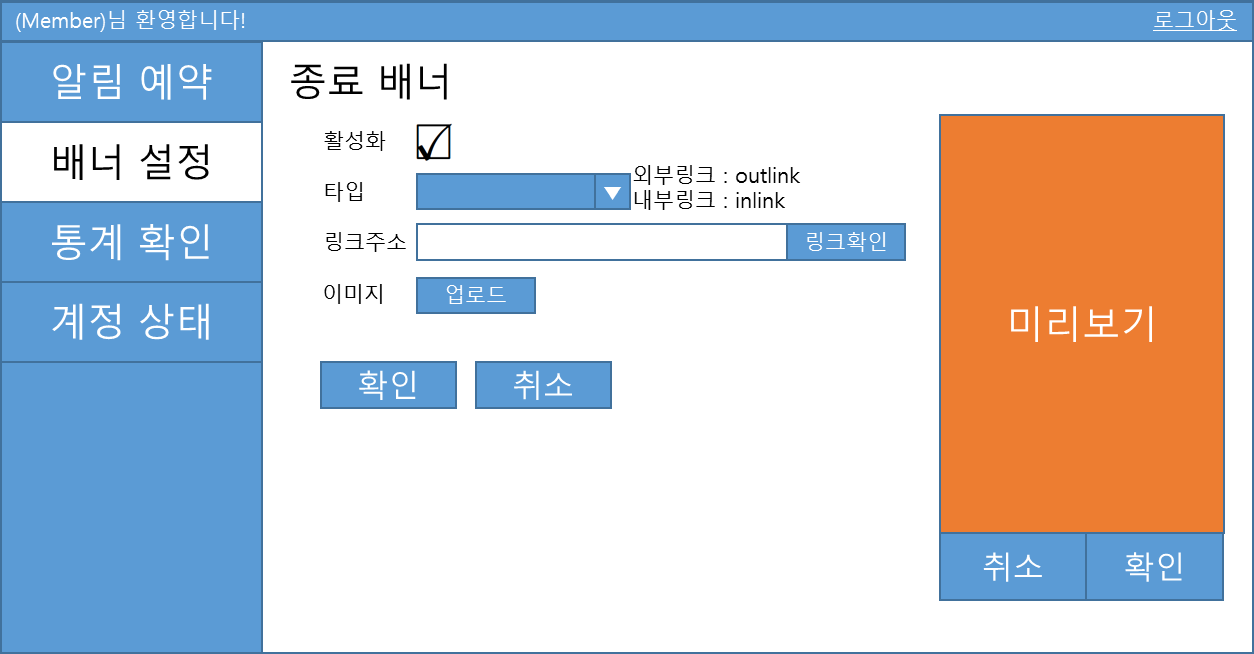 (Member)님 환영합니다!
로그아웃
알림 예약
배너 설정
통계 확인
계정 상태
종료 배너
활성화
타입
외부링크 : outlink
내부링크 : inlink
링크주소
링크확인
이미지
업로드
확인
취소
미리보기
취소
확인